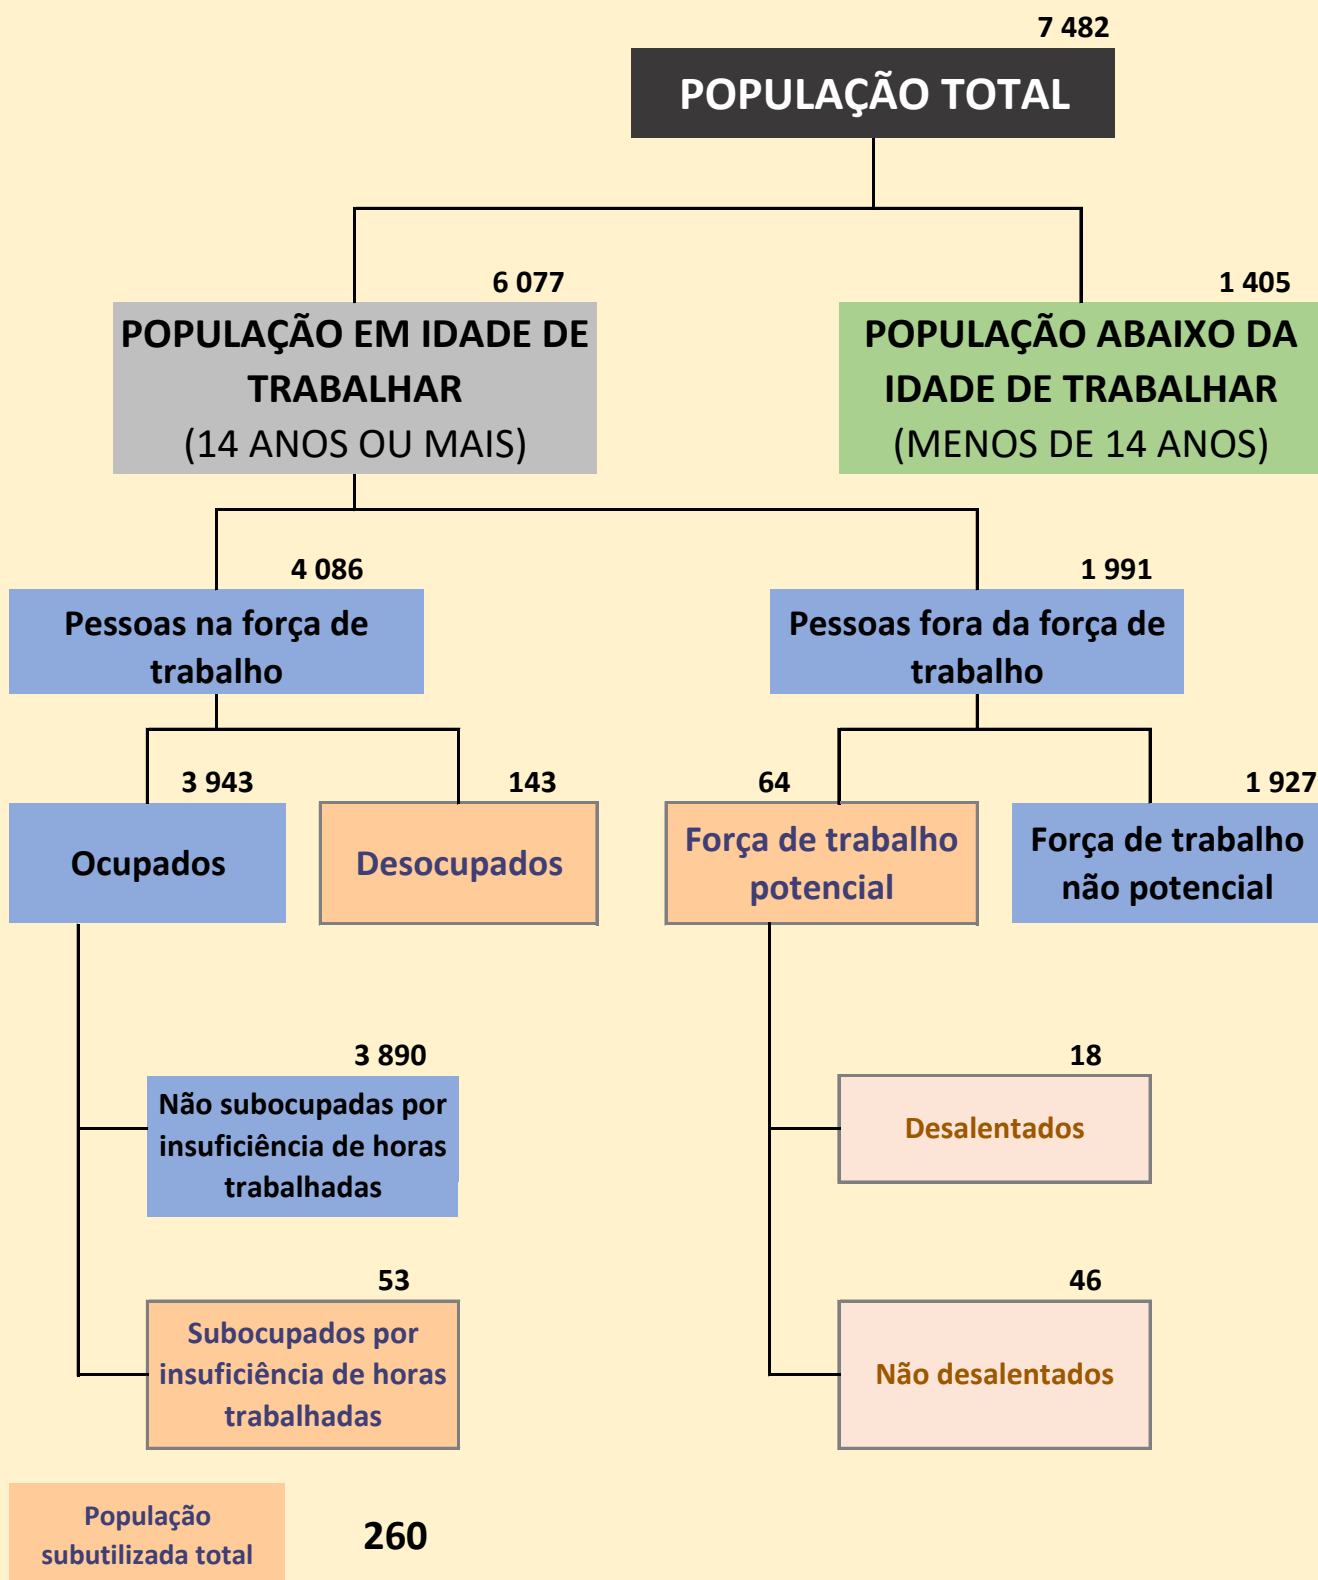 7 482
POPULAÇÃO TOTAL
6 077
POPULAÇÃO EM IDADE DE
TRABALHAR
(14 ANOS OU MAIS)
1 405
POPULAÇÃO ABAIXO DA
IDADE DE TRABALHAR
(MENOS DE 14 ANOS)
4 086
Pessoas na força de
trabalho
1 991
Pessoas fora da força de
trabalho
3 943
Ocupados
143
Desocupados
64
Força de trabalho
potencial
1 927
Força de trabalho
não potencial
3 890
Não subocupadas por
insuficiência de horas
trabalhadas
18
Desalentados
53
Subocupados por
insuficiência de horas
trabalhadas
46
Não desalentados
População
subutilizada total
260